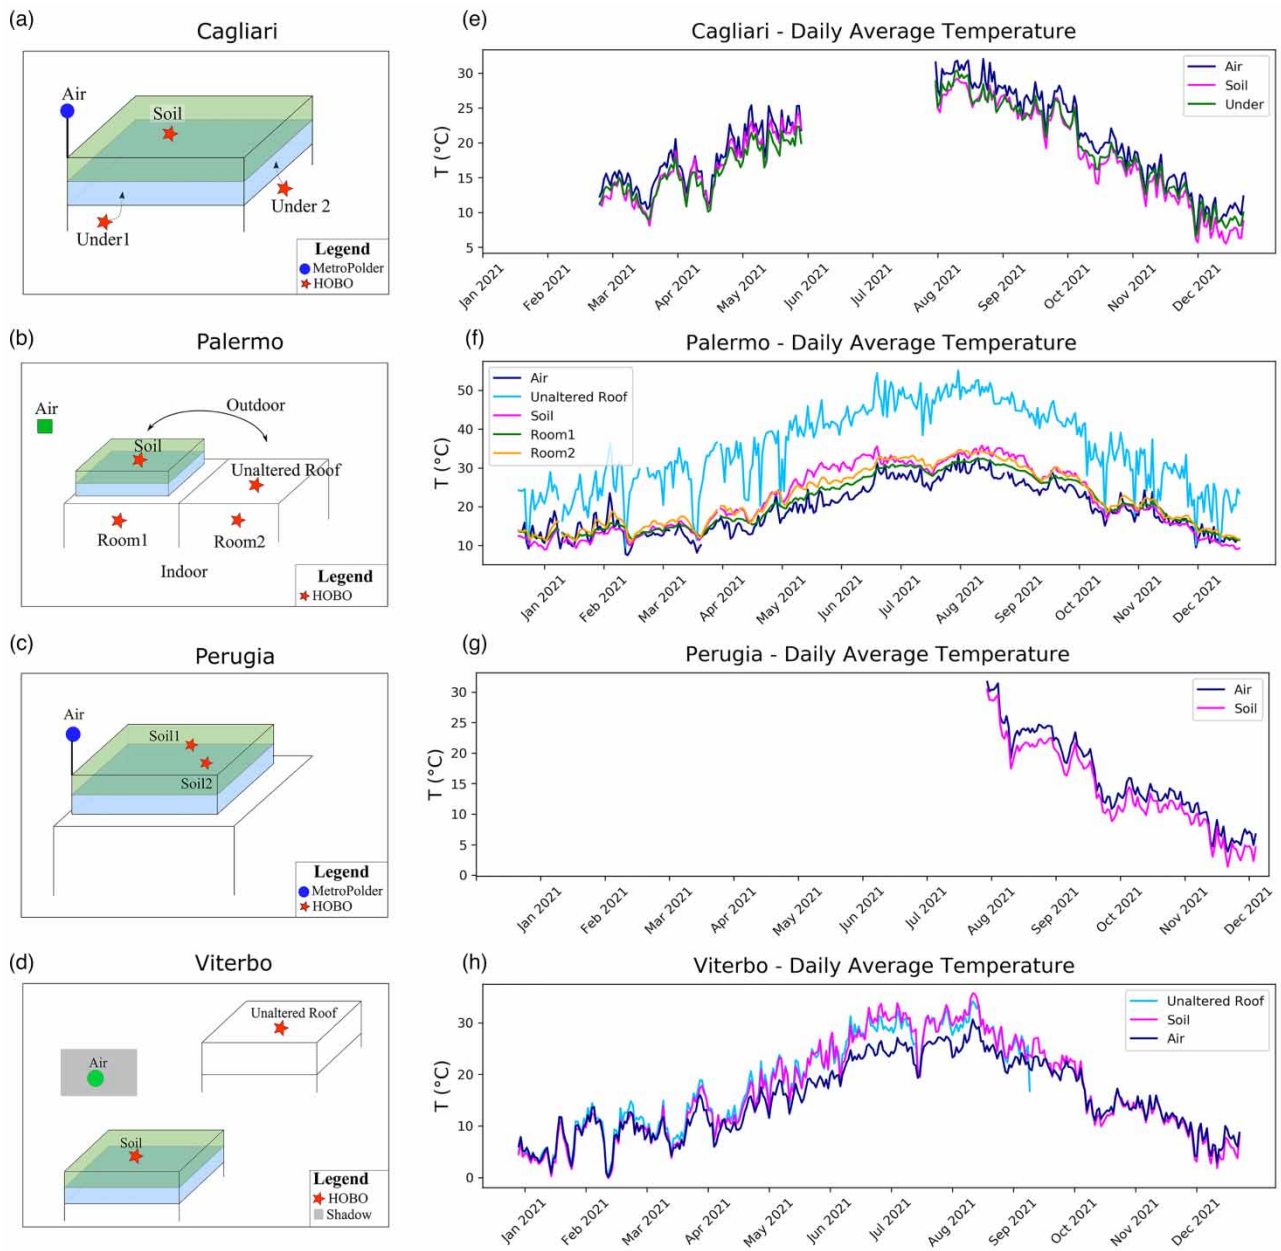 (a)
Cagliari
Air
Soil
Under 2
Under1
Legend
MetroPolder
HOBO
(e)
Cagliari - Daily Average Temperature
T (°C)
30
25
20
15
10
5
Air
Soil
Under
Jan 2021
Feb 2021
Mar 2021
Apr 2021
May 2021
Jun 2021
Jul 2021
Aug 2021
Sep 2021
Oct 2021
Nov 2021
Dec 2021
(b)
Palermo
Air
Outdoor
Soil
Unaltered Roof
Room1
Room2
Indoor
Legend
HOBO
(f)
Palermo - Daily Average Temperature
T (°C)
50
40
30
20
10
Air
Unaltered Roof
Soil
Room1
Room2
Jan 2021
Feb 2021
Mar 2021
Apr 2021
May 2021
Jun 2021
Jul 2021
Aug 2021
Sep 2021
Oct 2021
Nov 2021
Dec 2021
(c)
Perugia
Air
Soil1
Soil2
Legend
MetroPolder
HOBO
(g)
Perugia - Daily Average Temperature
T (°C)
30
25
20
15
10
5
0
Air
Soil
Jan 2021
Feb 2021
Mar 2021
Apr 2021
May 2021
Jun 2021
Jul 2021
Aug 2021
Sep 2021
Oct 2021
Nov 2021
Dec 2021
(d)
Viterbo
Unaltered Roof
Air
Soil
Legend
HOBO
Shadow
(h)
Viterbo - Daily Average Temperature
T (°C)
30
20
10
0
Unaltered Roof
Soil
Air
Jan 2021
Feb 2021
Mar 2021
Apr 2021
May 2021
Jun 2021
Jul 2021
Aug 2021
Sep 2021
Oct 2021
Nov 2021
Dec 2021